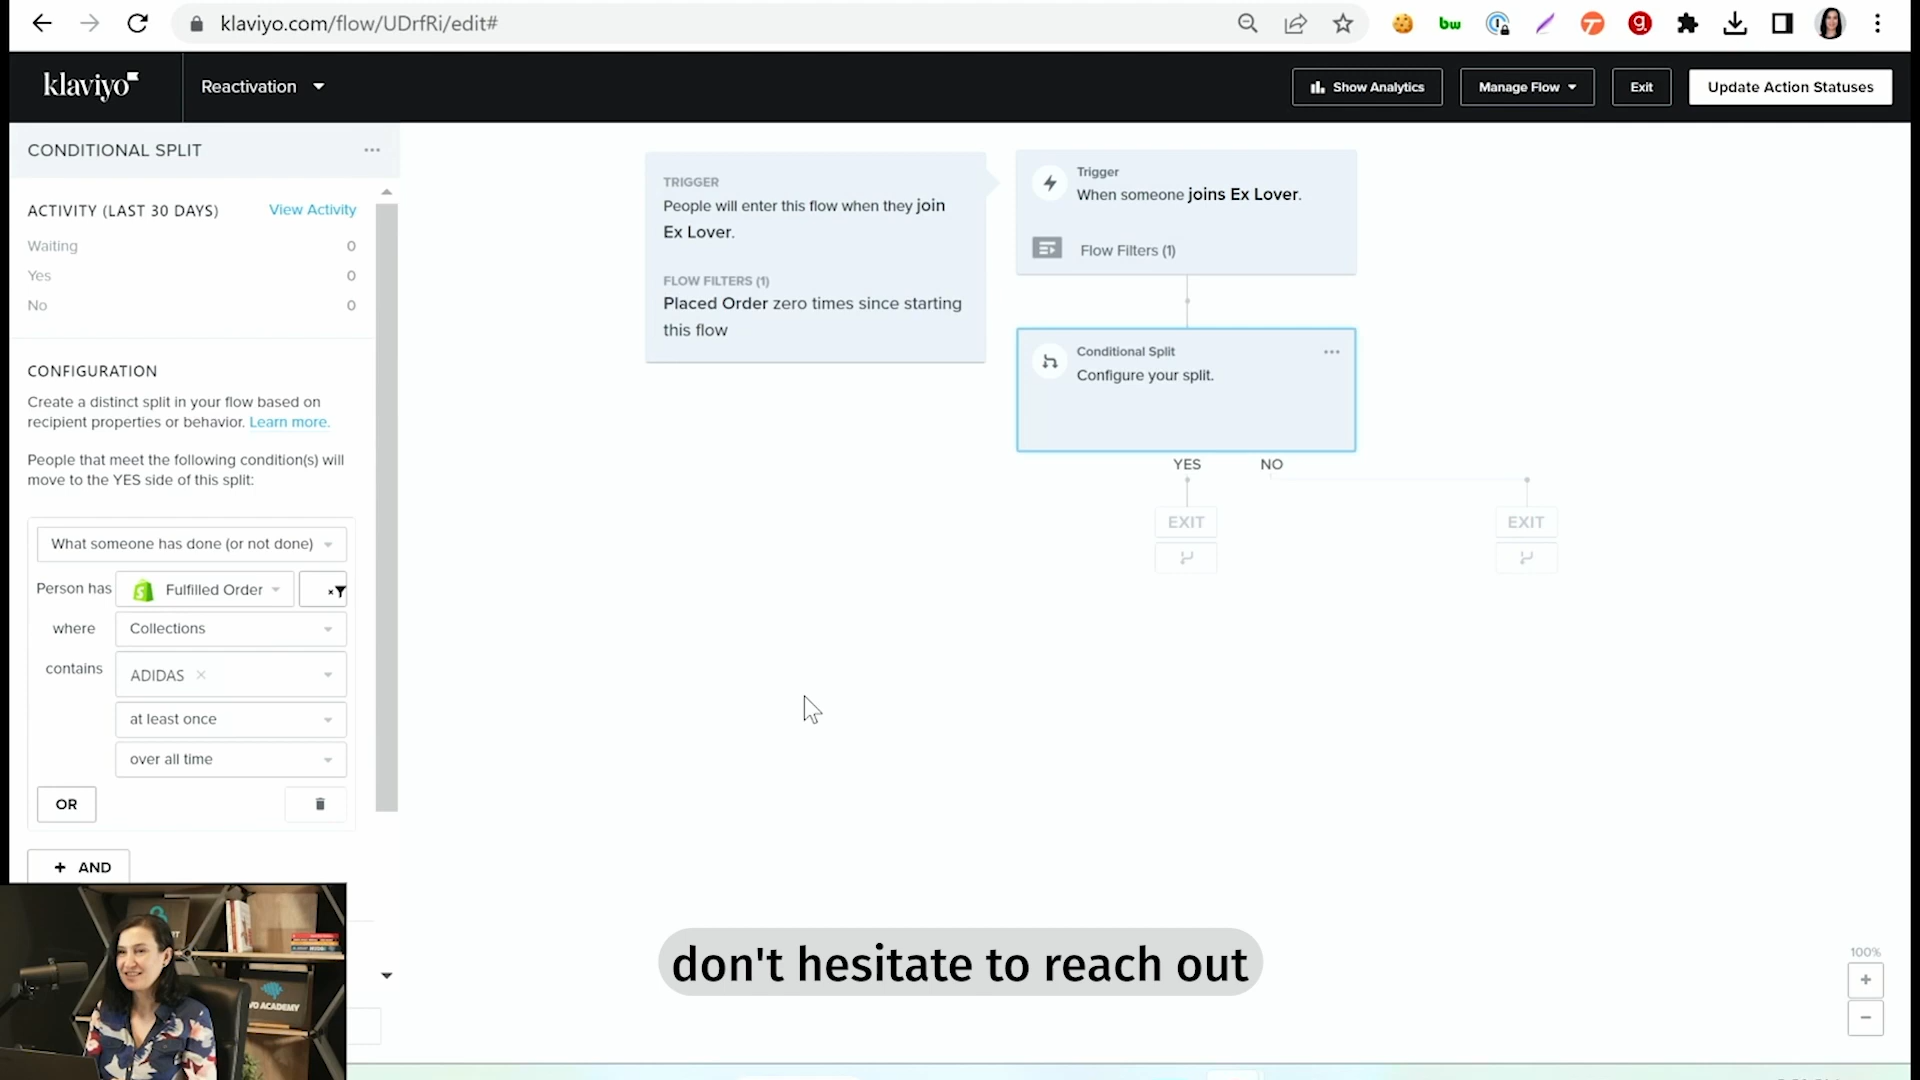 klaviyo.com/flow/UDrfRi/edit#
bw
g.
klaviyo
Reactivation
Show Analytics
Manage Flow
Exit
Update Action Statuses
CONDITIONAL SPLIT
ACTIVITY (LAST 30 DAYS)
View Activity
Waiting
0
Yes
0
No
0
CONFIGURATION
Create a distinct split in your flow based on
recipient properties or behavior. Learn more.
People that meet the following condition(s) will
move to the YES side of this split:
What someone has done (or not done)
Person has
Fulfilled Order
where
Collections
contains
ADIDAS ×
at least once
over all time
OR
+ AND
TRIGGER
People will enter this flow when they join
Ex Lover.
FLOW FILTERS (1)
Placed Order zero times since starting
this flow
Trigger
When someone joins Ex Lover.
Flow Filters (1)
Conditional Split
Configure your split.
YES
NO
EXIT
EXIT
100%
+
−
ACADEMY
don't hesitate to reach out